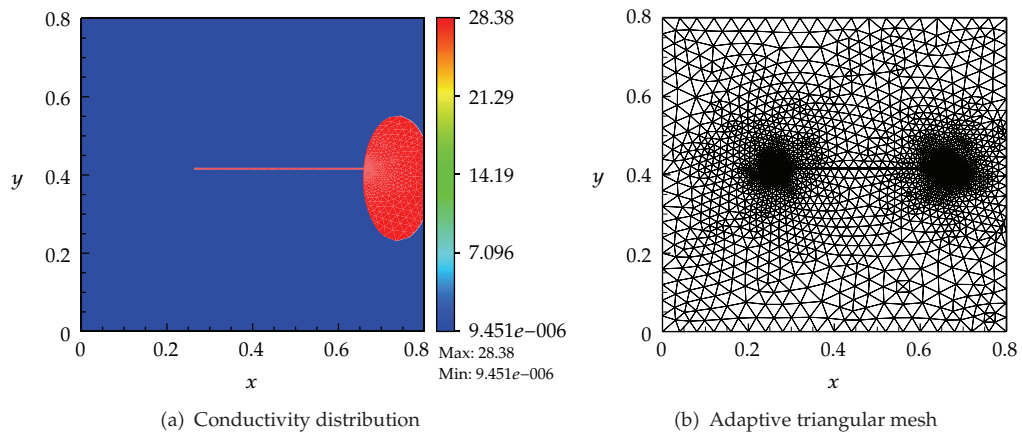 0.8
0.6
y
0.4
0.2
0
0
0.2
0.4
0.6
0.8
x
28.38
21.29
14.19
7.096
9.451e−006
Max: 28.38
Min: 9.451e−006
(a) Conductivity distribution
0.8
0.6
y
0.4
0.2
0
0
0.2
0.4
0.6
0.8
x
(b) Adaptive triangular mesh